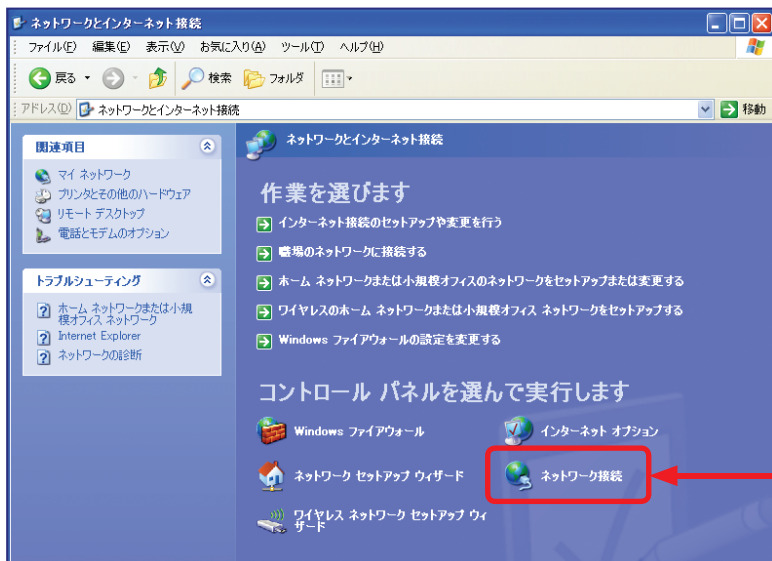 ネットワークとインターネット接続
ファイル(F) 編集(E) 表示(V) お気に入り(A) ツール(T) ヘルプ(H)
戻る 検索 フォルダ
アドレス(D) ネットワークとインターネット接続 移動
関連項目
マイ ネットワーク
プリンタとその他のハードウェア
リモート デスクトップ
電話とモデムのオプション
トラブルシューティング
ホーム ネットワークまたは小規
模オフィス ネットワーク
Internet Explorer
ネットワークの診断
ネットワークとインターネット接続
作業を選びます
インターネット接続のセットアップや変更を行う
職場のネットワークに接続する
ホーム ネットワークまたは小規模オフィスのネットワークをセットアップまたは変更する
ワイヤレスのホーム ネットワークまたは小規模オフィス ネットワークをセットアップする
Windows ファイアウォールの設定を変更する
コントロール パネルを選んで実行します
Windows ファイアウォール
インターネット オプション
ネットワーク セットアップ ウィザード
ネットワーク接続
ワイヤレス ネットワーク セットアップ ウィ
ザード